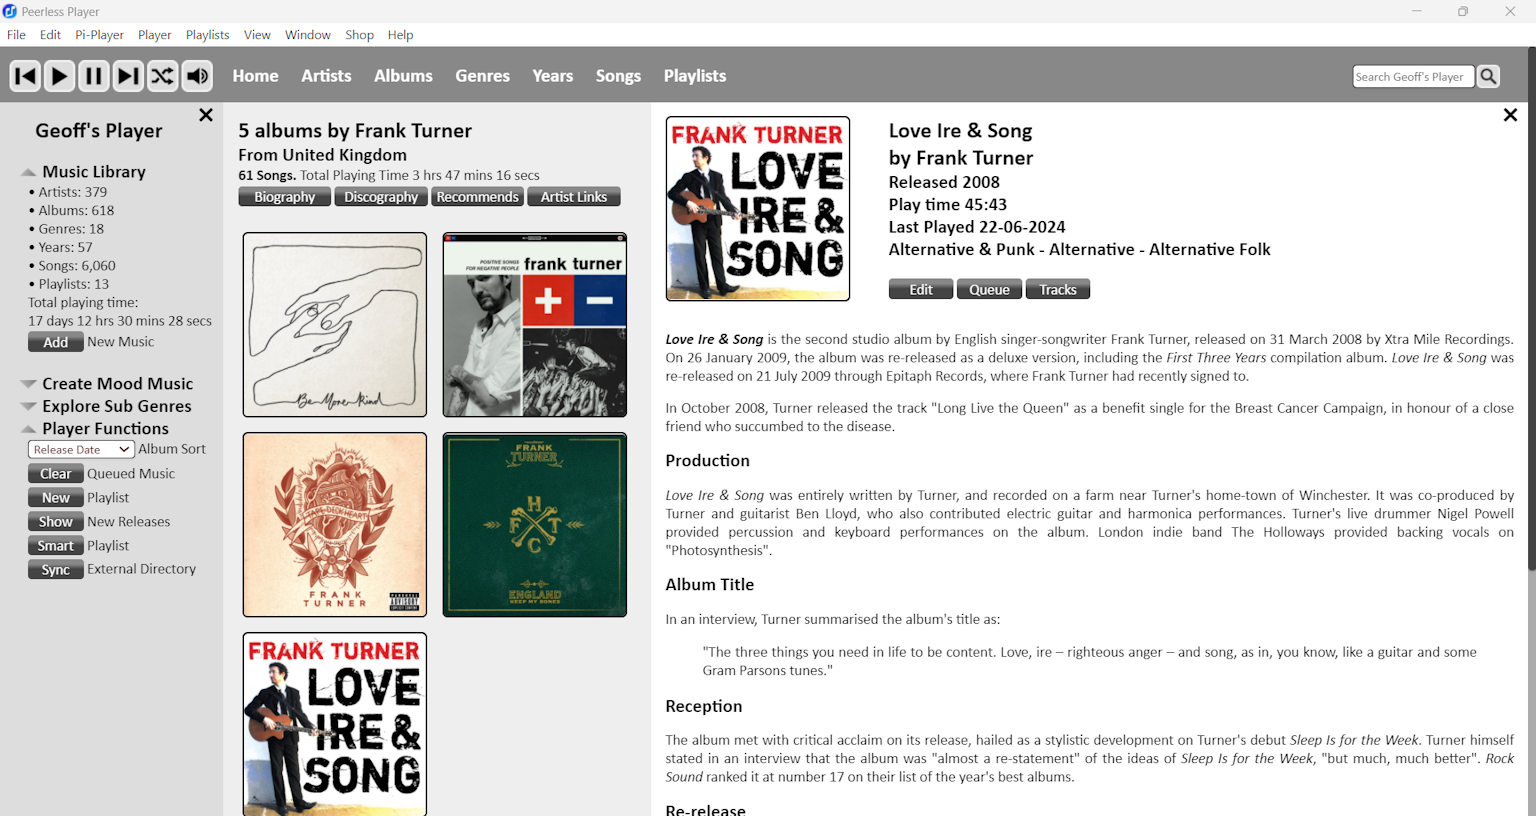 Peerless Player
File Edit Pi-Player Player Playlists View Window Shop Help
Home Artists Albums Genres Years Songs Playlists
Search Geoff's Player
Geoff's Player
Music Library
• Artists: 379
• Albums: 618
• Genres: 18
• Years: 57
• Songs: 6,060
• Playlists: 13
Total playing time:
17 days 12 hrs 30 mins 28 secs
Add New Music
Create Mood Music
Explore Sub Genres
Player Functions
Release Date Album Sort
Clear Queued Music
New Playlist
Show New Releases
Smart Playlist
Sync External Directory
5 albums by Frank Turner
From United Kingdom
61 Songs. Total Playing Time 3 hrs 47 mins 16 secs
Biography Discography Recommends Artist Links
Be More Kind
POSITIVE SONGS
FOR NEGATIVE PEOPLE
frank turner
TAPE DECK HEART
FRANK
TURNER
PARENTAL
ADVISORY
EXPLICIT CONTENT
FRANK
TURNER
H
F T
C
ENGLAND
KEEP MY BONES
FRANK TURNER
LOVE
IRE &
SONG
FRANK TURNER
LOVE
IRE &
SONG
Love Ire & Song
by Frank Turner
Released 2008
Play time 45:43
Last Played 22-06-2024
Alternative & Punk - Alternative - Alternative Folk
Edit Queue Tracks
Love Ire & Song is the second studio album by English singer-songwriter Frank Turner, released on 31 March 2008 by Xtra Mile Recordings.
On 26 January 2009, the album was re-released as a deluxe version, including the First Three Years compilation album. Love Ire & Song was
re-released on 21 July 2009 through Epitaph Records, where Frank Turner had recently signed to.
In October 2008, Turner released the track "Long Live the Queen" as a benefit single for the Breast Cancer Campaign, in honour of a close
friend who succumbed to the disease.
Production
Love Ire & Song was entirely written by Turner, and recorded on a farm near Turner's home-town of Winchester. It was co-produced by
Turner and guitarist Ben Lloyd, who also contributed electric guitar and harmonica performances. Turner's live drummer Nigel Powell
provided percussion and keyboard performances on the album. London indie band The Holloways provided backing vocals on
"Photosynthesis".
Album Title
In an interview, Turner summarised the album's title as:
"The three things you need in life to be content. Love, ire – righteous anger – and song, as in, you know, like a guitar and some
Gram Parsons tunes."
Reception
The album met with critical acclaim on its release, hailed as a stylistic development on Turner's debut Sleep Is for the Week. Turner himself
stated in an interview that the album was "almost a re-statement" of the ideas of Sleep Is for the Week, "but much, much better". Rock
Sound ranked it at number 17 on their list of the year's best albums.
Re-release